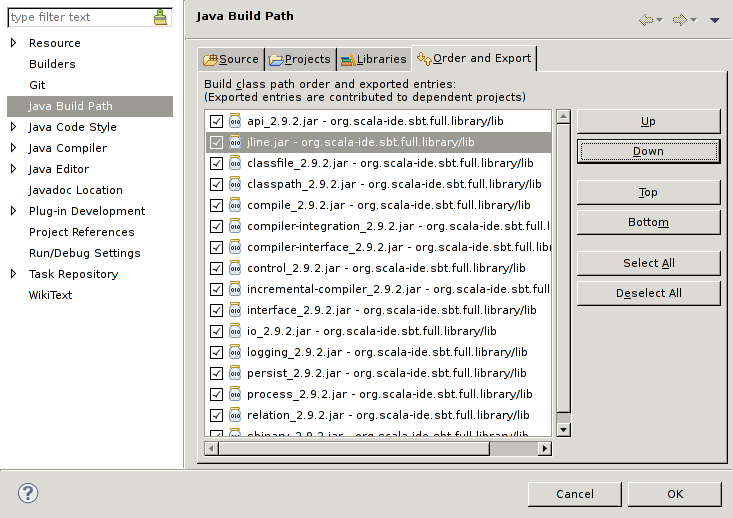 type filter text
Resource
Builders
Git
Java Build Path
Java Code Style
Java Compiler
Java Editor
Javadoc Location
Plug-in Development
Project References
Run/Debug Settings
Task Repository
WikiText
Java Build Path
Source Projects Libraries Order and Export
Build class path order and exported entries:
(Exported entries are contributed to dependent projects)
api_2.9.2.jar - org.scala-ide.sbt.full.library/lib
jline.jar - org.scala-ide.sbt.full.library/lib
classfile_2.9.2.jar - org.scala-ide.sbt.full.library/lib
classpath_2.9.2.jar - org.scala-ide.sbt.full.library/lib
compile_2.9.2.jar - org.scala-ide.sbt.full.library/lib
compiler-integration_2.9.2.jar - org.scala-ide.sbt.full.l
compiler-interface_2.9.2.jar - org.scala-ide.sbt.full.lib
control_2.9.2.jar - org.scala-ide.sbt.full.library/lib
incremental-compiler_2.9.2.jar - org.scala-ide.sbt.full
interface_2.9.2.jar - org.scala-ide.sbt.full.library/lib
io_2.9.2.jar - org.scala-ide.sbt.full.library/lib
logging_2.9.2.jar - org.scala-ide.sbt.full.library/lib
persist_2.9.2.jar - org.scala-ide.sbt.full.library/lib
process_2.9.2.jar - org.scala-ide.sbt.full.library/lib
relation_2.9.2.jar - org.scala-ide.sbt.full.library/lib
sbinary_2.9.2.jar - org.scala-ide.sbt.full.library/lib
Up
Down
Top
Bottom
Select All
Deselect All
Cancel OK